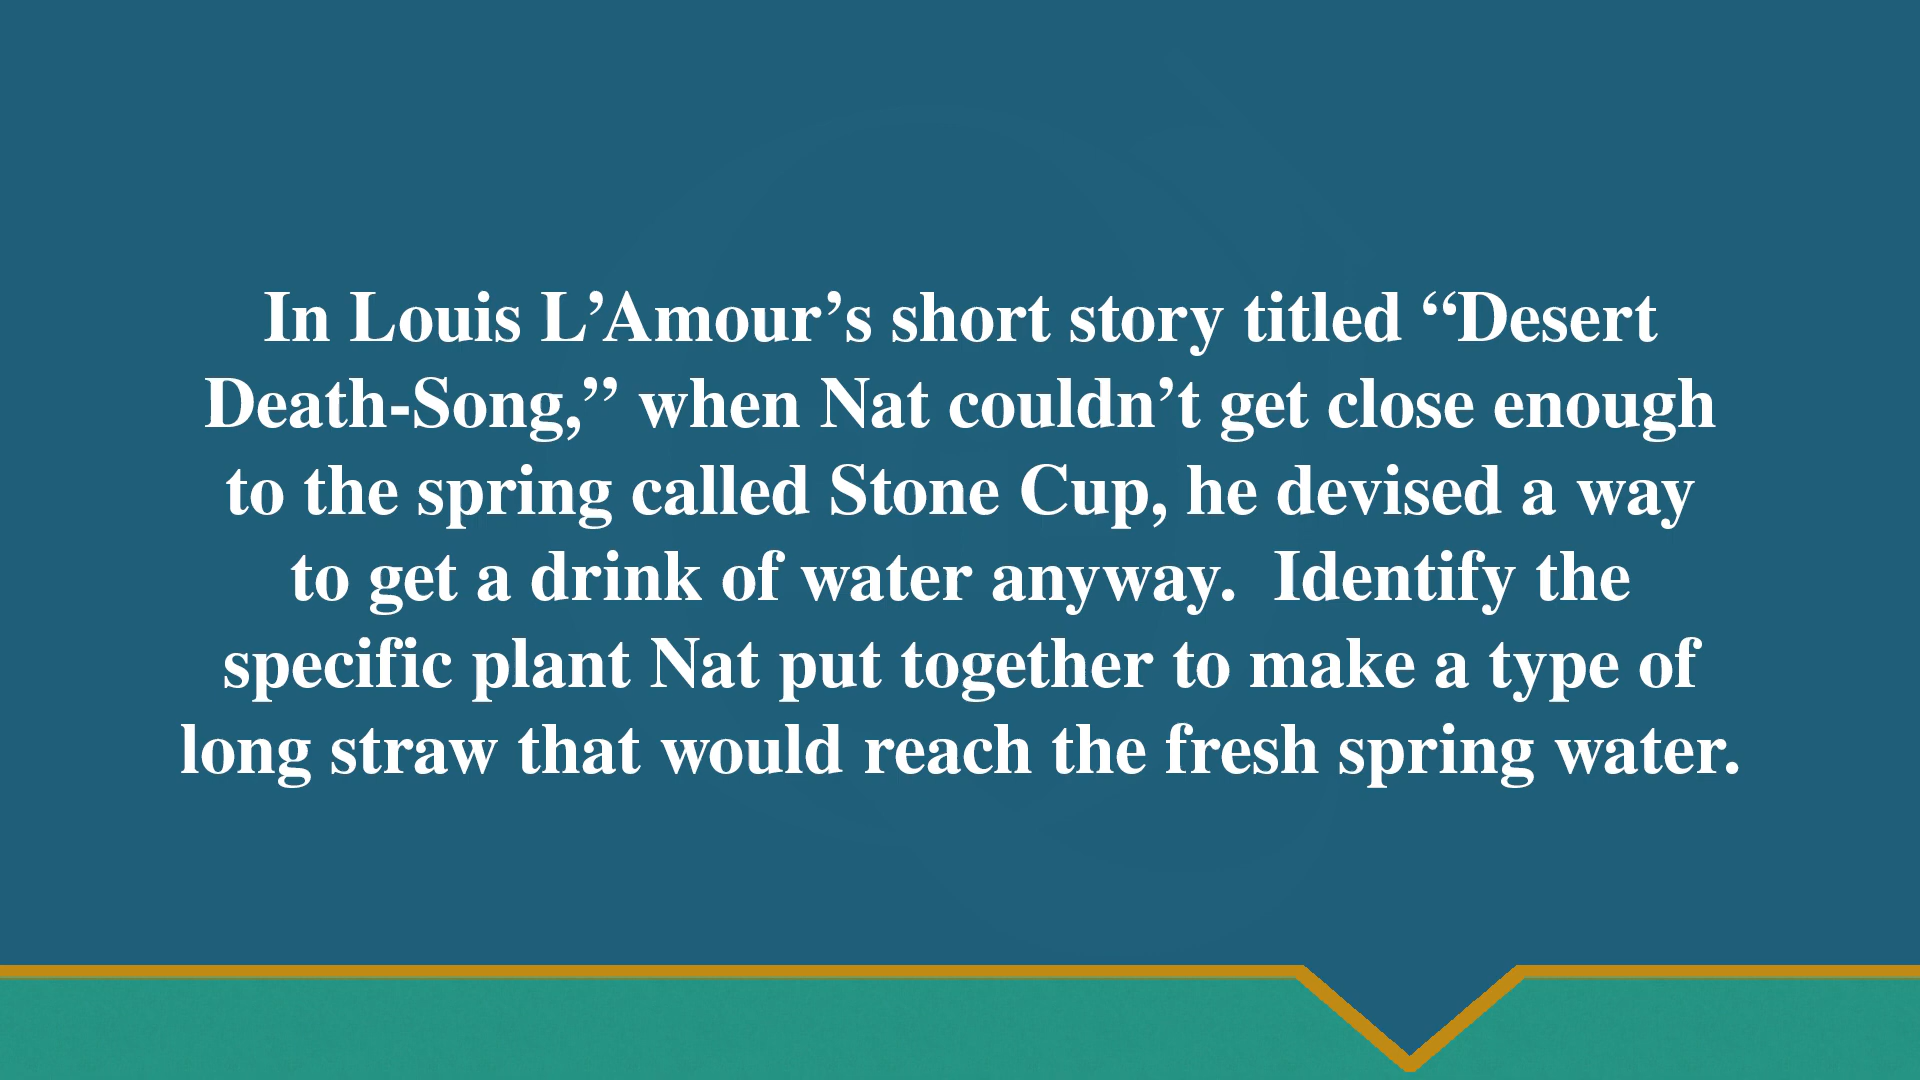 In Louis L’Amour’s short story titled “Desert
Death-Song,” when Nat couldn’t get close enough
to the spring called Stone Cup, he devised a way
to get a drink of water anyway.  Identify the
specific plant Nat put together to make a type of
long straw that would reach the fresh spring water.